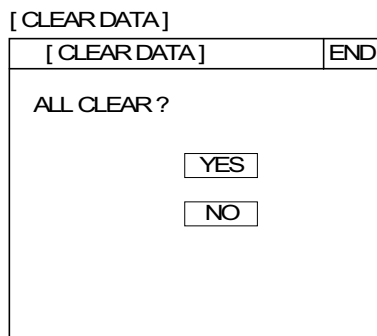 [ CLEAR DATA ]
[ CLEAR DATA ] END
ALL CLEAR ?
YES
NO